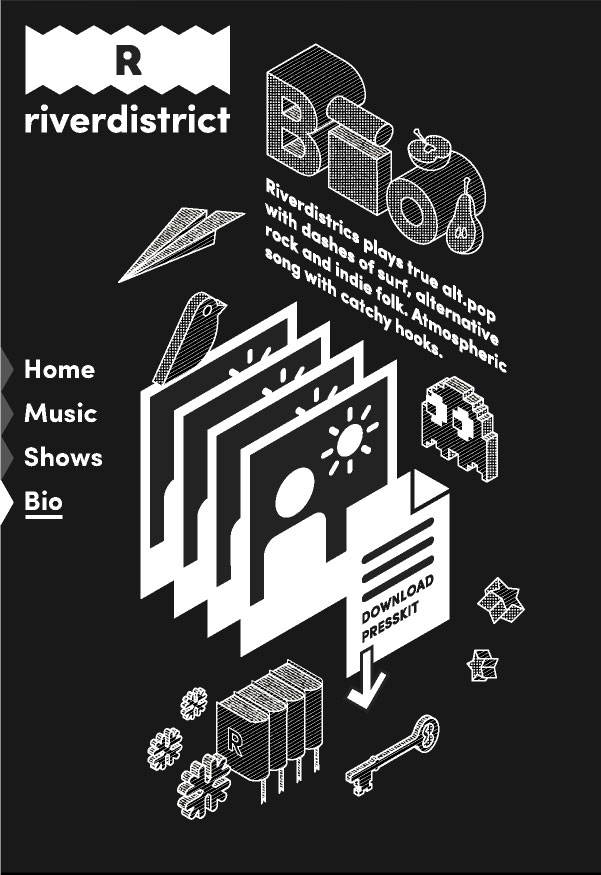 R
riverdistrict
Bio
Riverdistrics plays true alt.pop
with dashes of surf, alternative
rock and indie folk. Atmospheric
song with catchy hooks.
Home
Music
Shows
Bio
DOWNLOAD
PRESSKIT
R